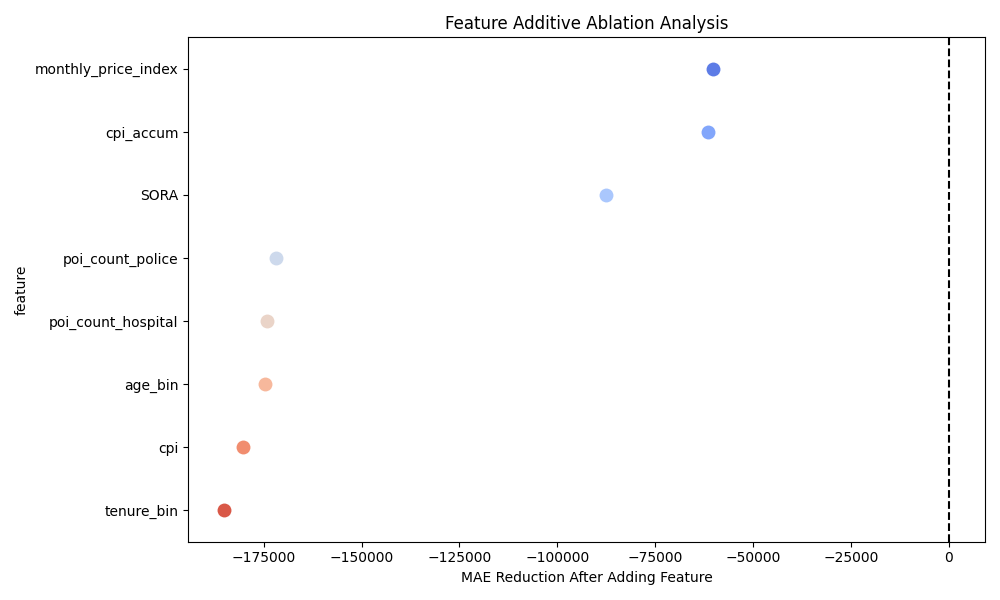 Feature Additive Ablation Analysis
monthly_price_index
cpi_accum
SORA
poi_count_police
poi_count_hospital
age_bin
cpi
tenure_bin
feature
−175000 −150000 −125000 −100000 −75000 −50000 −25000 0
MAE Reduction After Adding Feature